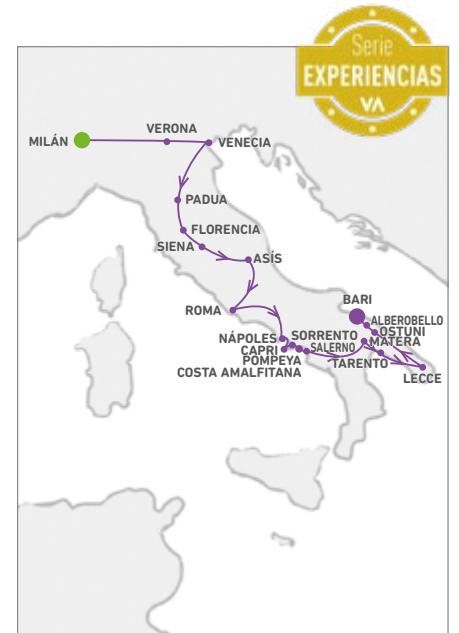 Serie
EXPERIENCIAS
VA
MILÁN
VERONA
VENECIA
PADUA
FLORENCIA
SIENA
ASÍS
ROMA
BARI
ALBEROBELLO
OSTUNI
MATERA
NÁPOLES
SORRENTO
CAPRI
SALERNO
POMPEYA
TARENTO
COSTA AMALFITANA
LECCE